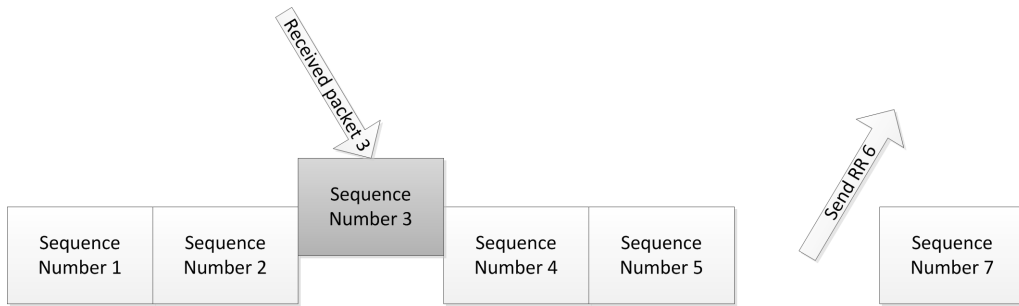 Received packet 3
Sequence
Number 3
Send RR 6
Sequence
Number 1
Sequence
Number 2
Sequence
Number 4
Sequence
Number 5
Sequence
Number 7